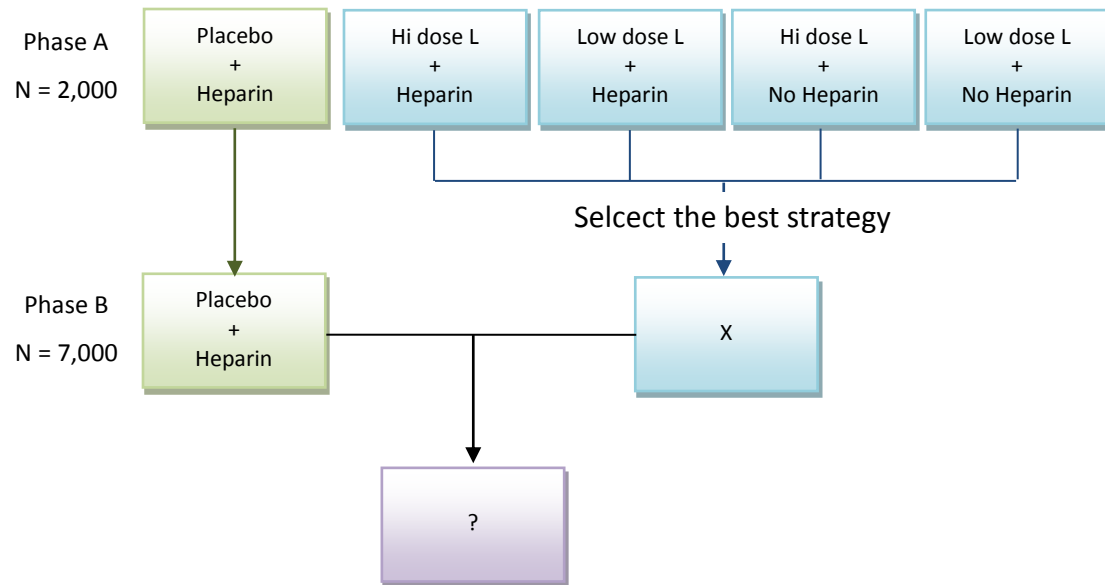 Phase A
N = 2,000
Placebo
+
Heparin
Hi dose L
+
Heparin
Low dose L
+
Heparin
Hi dose L
+
No Heparin
Low dose L
+
No Heparin
Selcect the best strategy
Phase B
N = 7,000
Placebo
+
Heparin
X
?